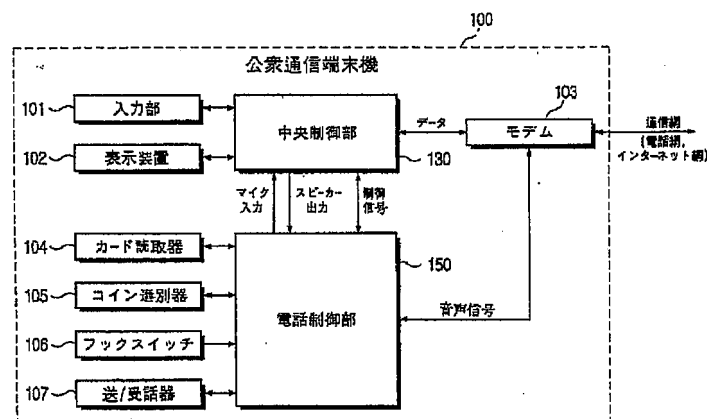 100
公衆通信端末機
101
入力部
中央制御部
データ
103
モデム
通信網
(電話網,
インターネット網)
102
表示装置
130
マイク
入力
スピーカー
出力
制御
信号
104
カード読取器
150
105
コイン選別器
電話制御部
音声信号
106
フックスイッチ
107
送/受話器